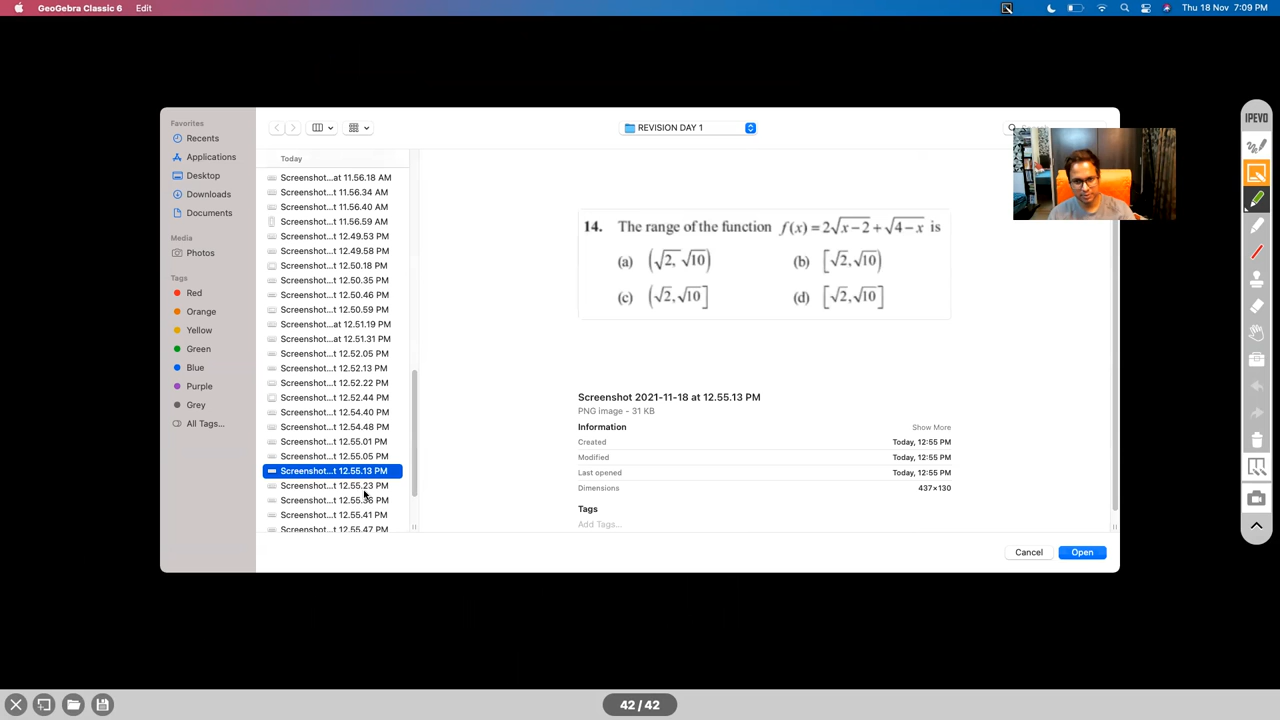 GeoGebra Classic 6 Edit
Thu 18 Nov 7:09 PM
Favorites
Recents
Applications
Desktop
Downloads
Documents
Media
Photos
Tags
Red
Orange
Yellow
Green
Blue
Purple
Grey
All Tags...
REVISION DAY 1
Today
Screenshot...at 11.56.18 AM
Screenshot...t 11.56.34 AM
Screenshot...t 11.56.40 AM
Screenshot...t 11.56.59 AM
Screenshot...t 12.49.53 PM
Screenshot...t 12.49.58 PM
Screenshot...t 12.50.18 PM
Screenshot...t 12.50.35 PM
Screenshot...t 12.50.46 PM
Screenshot...t 12.50.59 PM
Screenshot...at 12.51.19 PM
Screenshot...at 12.51.31 PM
Screenshot...t 12.52.05 PM
Screenshot...t 12.52.13 PM
Screenshot...t 12.52.22 PM
Screenshot...t 12.52.44 PM
Screenshot...t 12.54.40 PM
Screenshot...t 12.54.48 PM
Screenshot...t 12.55.01 PM
Screenshot...t 12.55.05 PM
Screenshot...t 12.55.13 PM
Screenshot...t 12.55.23 PM
Screenshot...t PM
Screenshot...t 12.55.41 PM
Screenshot...t 12.55.47 PM
14. The range of the function f(x) = 2√x−2 + √4−x is
(a) (√2, √10) (b) [√2, √10)
(c) (√2, √10] (d) [√2, √10]
Screenshot 2021-11-18 at 12.55.13 PM
PNG image - 31 KB
Information Show More
Created Today, 12:55 PM
Modified Today, 12:55 PM
Last opened Today, 12:55 PM
Dimensions 437×130
Tags
Add Tags...
Cancel Open
IPEVO
42 / 42